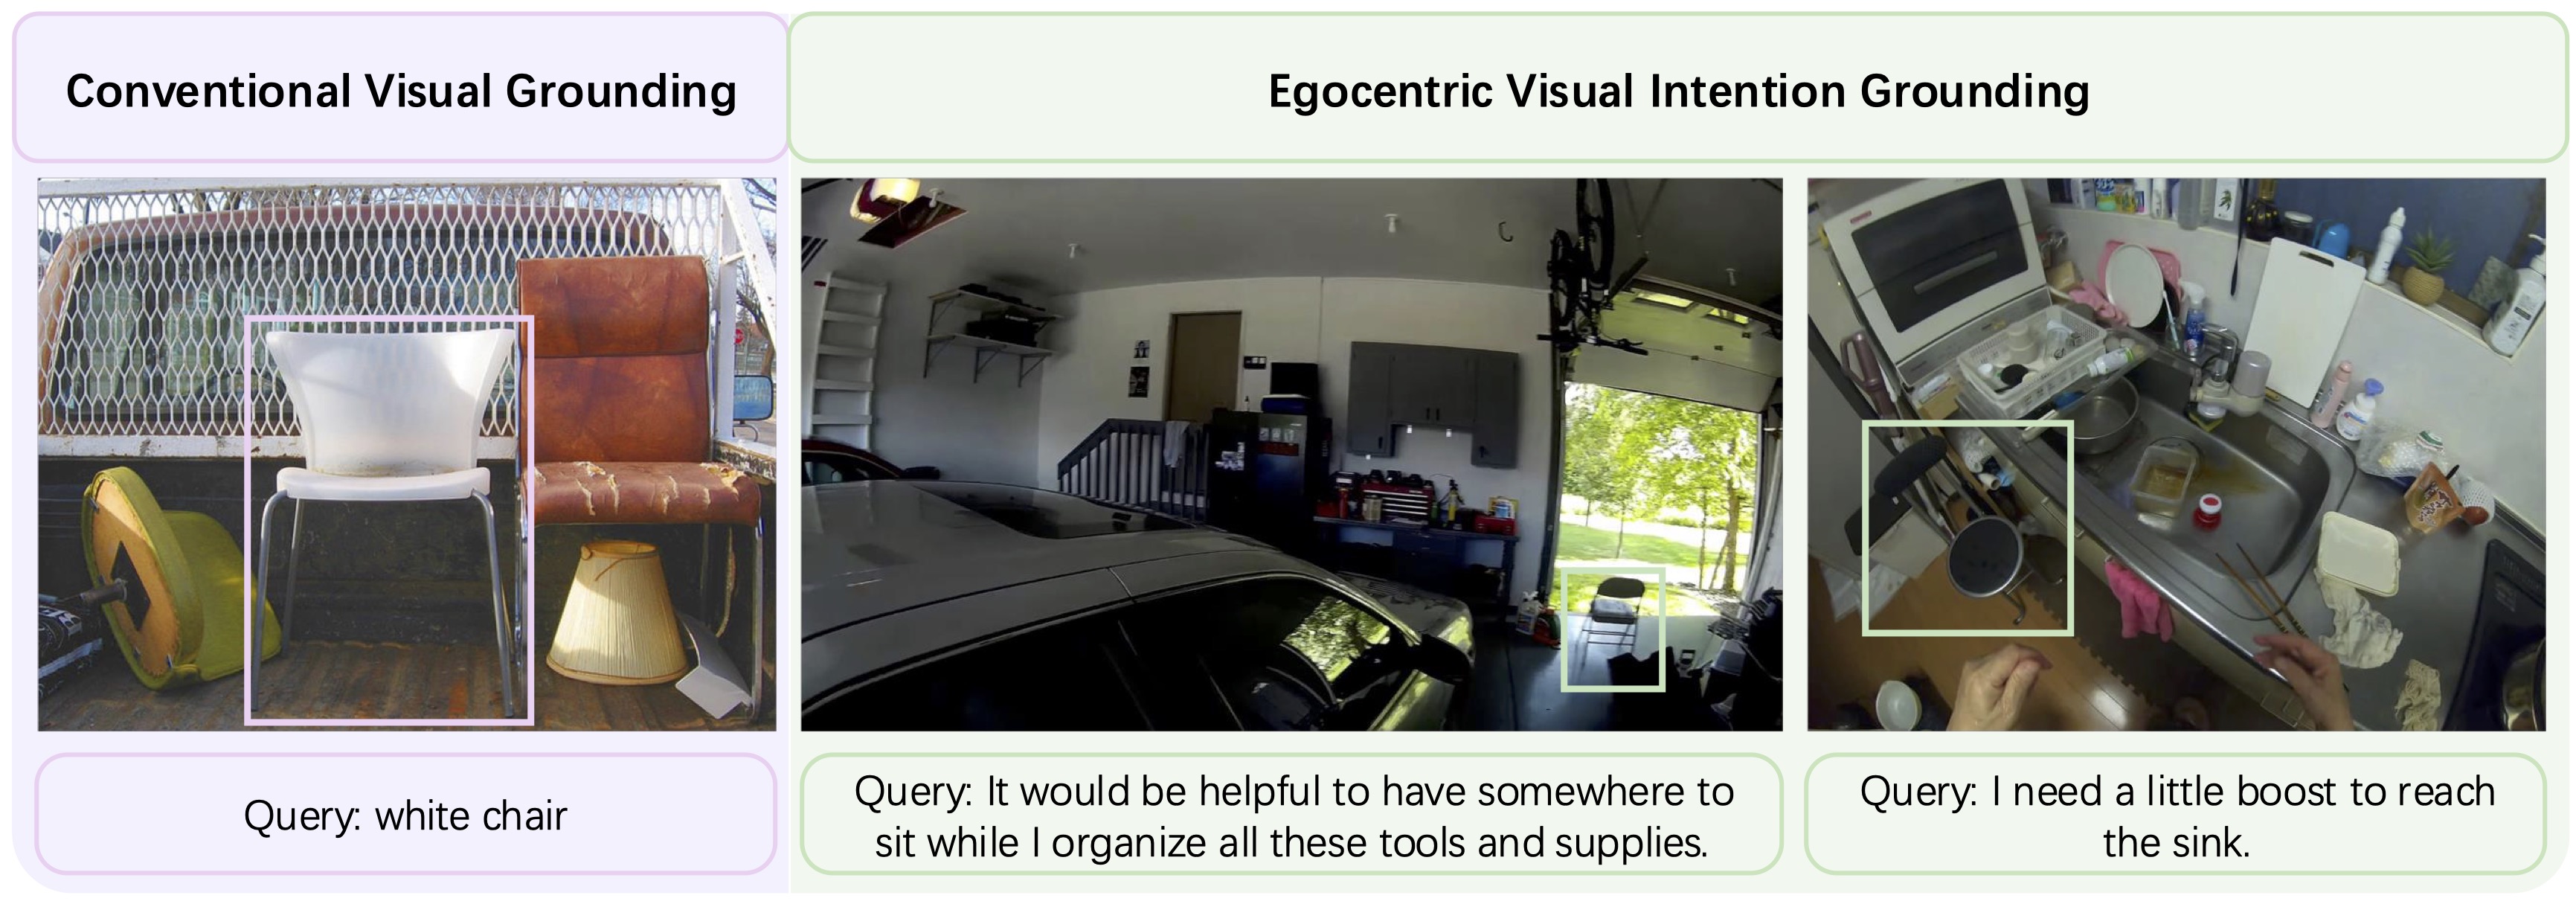 Conventional Visual Grounding
Egocentric Visual Intention Grounding
Query: white chair
Query: It would be helpful to have somewhere to
sit while I organize all these tools and supplies.
Query: I need a little boost to reach
the sink.